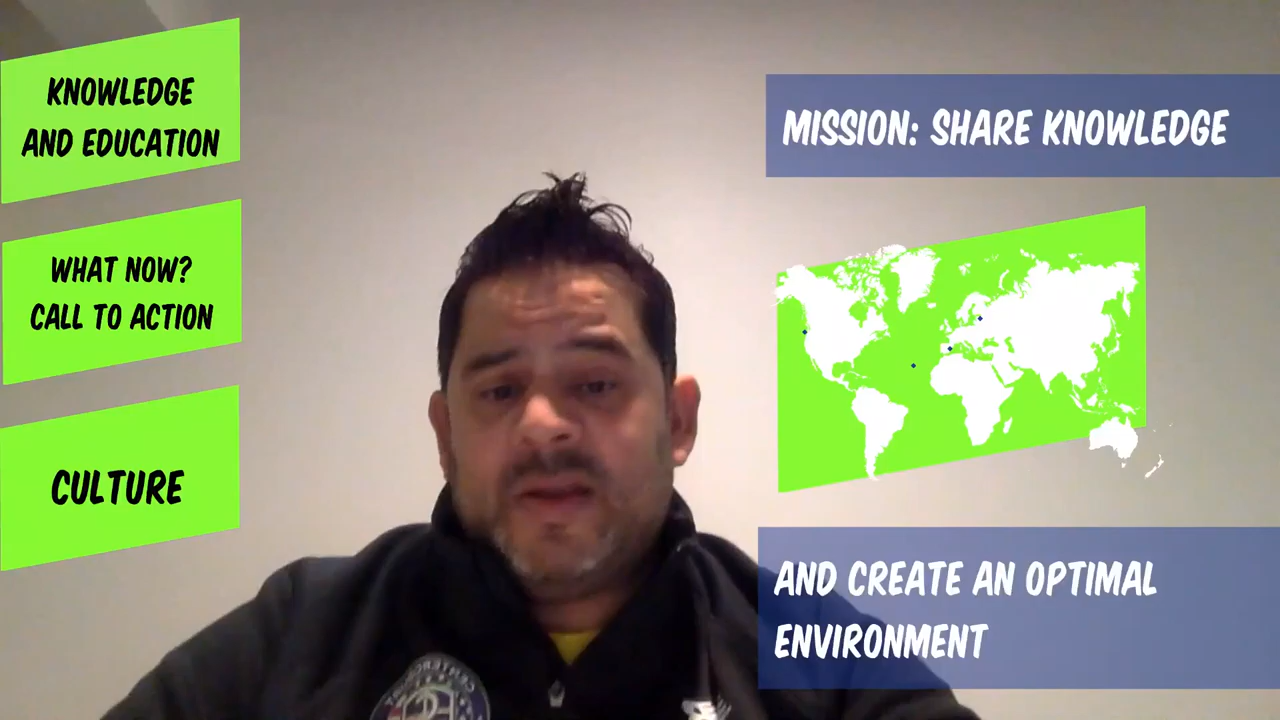 KNOWLEDGE
AND EDUCATION
WHAT NOW?
CALL TO ACTION
CULTURE
MISSION: SHARE KNOWLEDGE
AND CREATE AN OPTIMAL
ENVIRONMENT